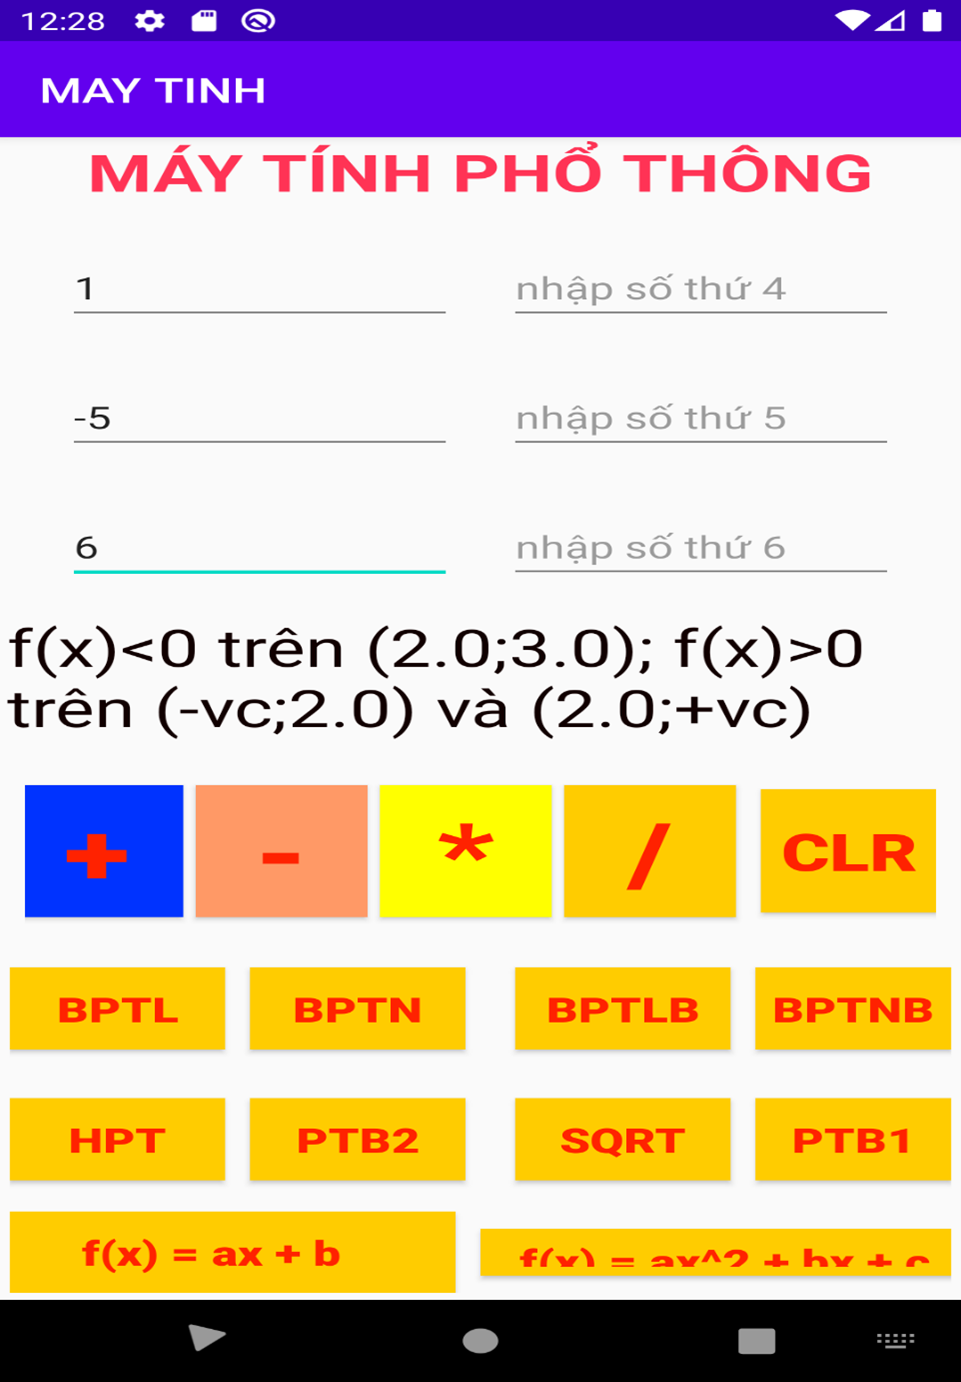 12:28
MAY TINH
MÁY TÍNH PHỔ THÔNG
1
nhập số thứ 4
-5
nhập số thứ 5
6
nhập số thứ 6
f(x)<0 trên (2.0;3.0); f(x)>0
trên (-vc;2.0) và (2.0;+vc)
+ - * / CLR
BPTL BPTN BPTLB BPTNB
HPT PTB2 SQRT PTB1
f(x) = ax + b f(x) = ax^2 + bx + c